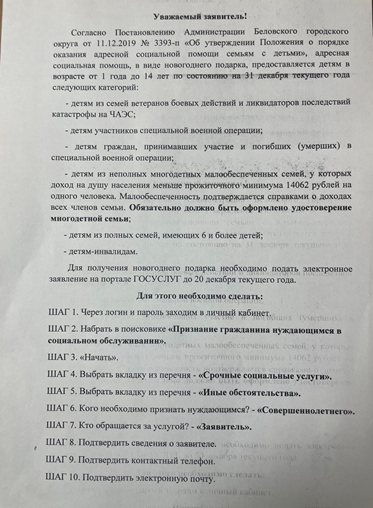 Уважаемый заявитель!
Согласно Постановлению Администрации Беловского городского
округа от 11.12.2019 № 3393-п «Об утверждении Положения о порядке
оказания адресной социальной помощи семьям с детьми», адресная
социальная помощь, в виде новогоднего подарка, предоставляется детям в
возрасте от 1 года до 14 лет по состоянию на 31 декабря текущего года
следующих категорий:
- детям из семей ветеранов боевых действий и ликвидаторов последствий
катастрофы на ЧАЭС;
- детям участников специальной военной операции;
- детям граждан, принимавших участие и погибших (умерших) в
специальной военной операции;
- детям из неполных многодетных малообеспеченных семей, у которых
доход на душу населения меньше прожиточного минимума 14062 рублей на
одного человека. Малообеспеченность подтверждается справками о доходах
всех членов семьи. Обязательно должно быть оформлено удостоверение
многодетной семьи;
- детям из полных семей, имеющих 6 и более детей;
- детям-инвалидам.
Для получения новогоднего подарка необходимо подать электронное
заявление на портале ГОСУСЛУГ до 20 декабря текущего года.
Для этого необходимо сделать:
ШАГ 1. Через логин и пароль заходим в личный кабинет.
ШАГ 2. Набрать в поисковике «Признание гражданина нуждающимся в
социальном обслуживании».
ШАГ 3. «Начать».
ШАГ 4. Выбрать вкладку из перечня - «Срочные социальные услуги».
ШАГ 5. Выбрать вкладку из перечня - «Иные обстоятельства».
ШАГ 6. Кого необходимо признать нуждающимся? - «Совершеннолетнего».
ШАГ 7. Кто обращается за услугой? - «Заявитель».
ШАГ 8. Подтвердить сведения о заявителе.
ШАГ 9. Подтвердить контактный телефон.
ШАГ 10. Подтвердить электронную почту.